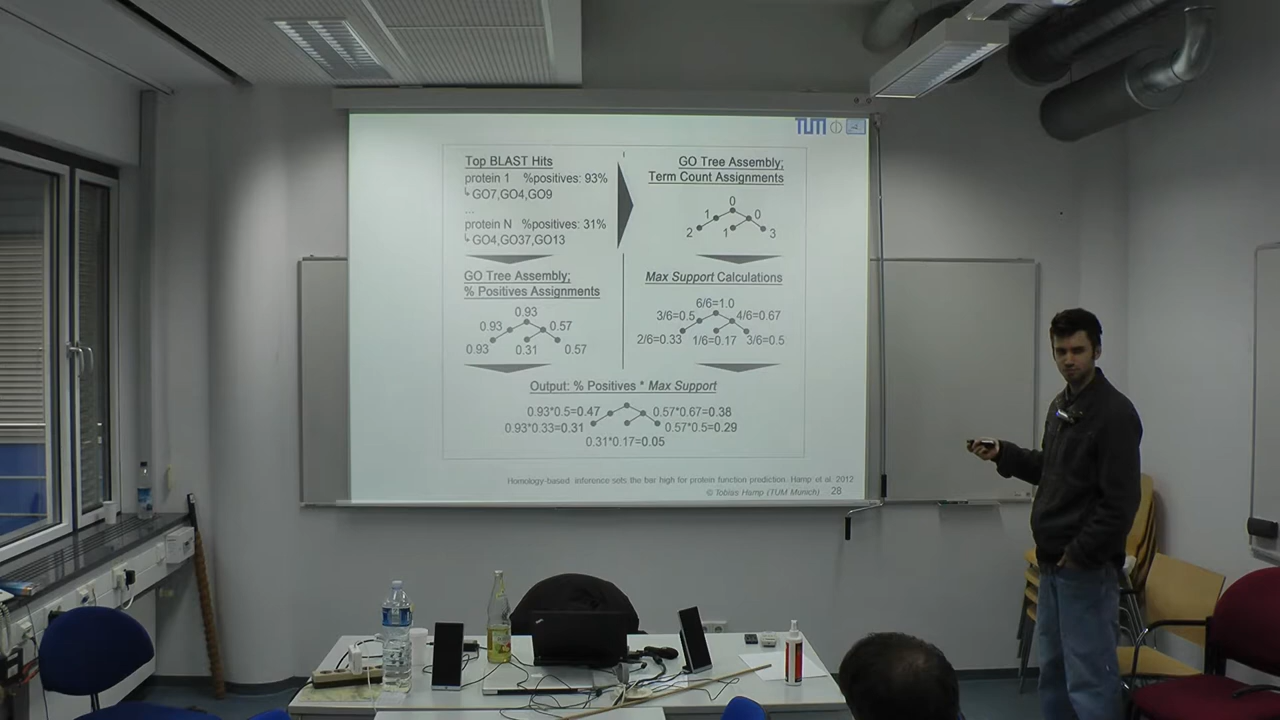 TUM
Top BLAST Hits
protein 1 %positives: 93%
GO7,GO4,GO9
...
protein N %positives: 31%
GO4,GO37,GO13
GO Tree Assembly;
Term Count Assignments
0
1 0
2 1 3
GO Tree Assembly;
% Positives Assignments
0.93
0.93 0.57
0.93 0.31 0.57
Max Support Calculations
6/6=1.0
3/6=0.5 4/6=0.67
2/6=0.33 1/6=0.17 3/6=0.5
Output: % Positives * Max Support
0.93*0.5=0.47 0.57*0.67=0.38
0.93*0.33=0.31 0.57*0.5=0.29
0.31*0.17=0.05
Homology-based inference sets the bar high for protein function prediction. Hamp et al. 2012
© Tobias Hamp (TUM Munich) 28